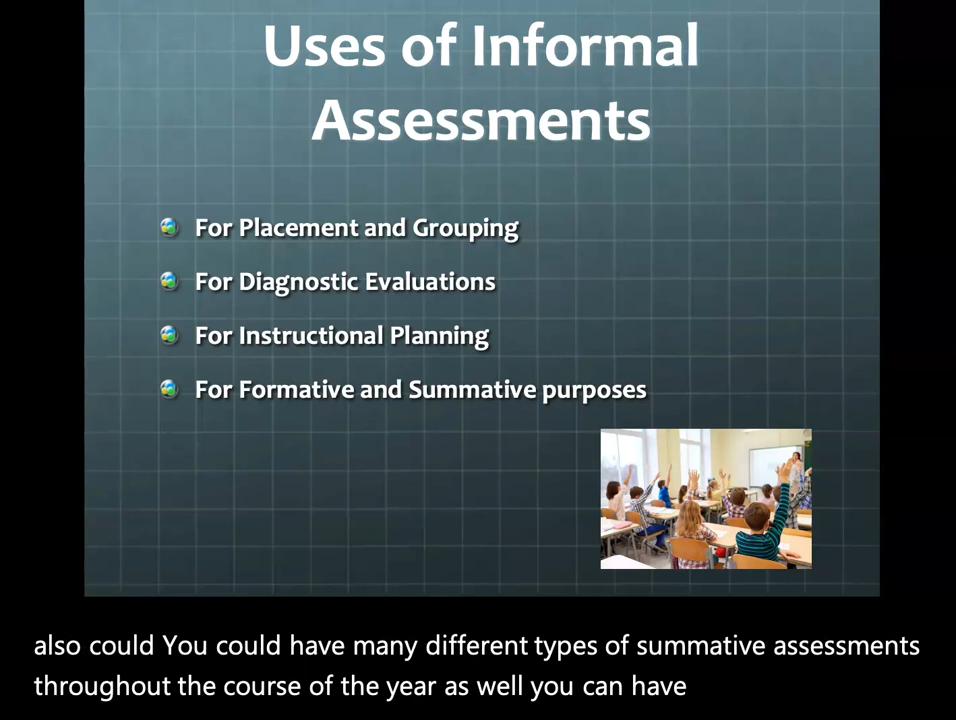 Uses of Informal
Assessments
For Placement and Grouping
For Diagnostic Evaluations
For Instructional Planning
For Formative and Summative purposes
also could You could have many different types of summative assessments
throughout the course of the year as well you can have